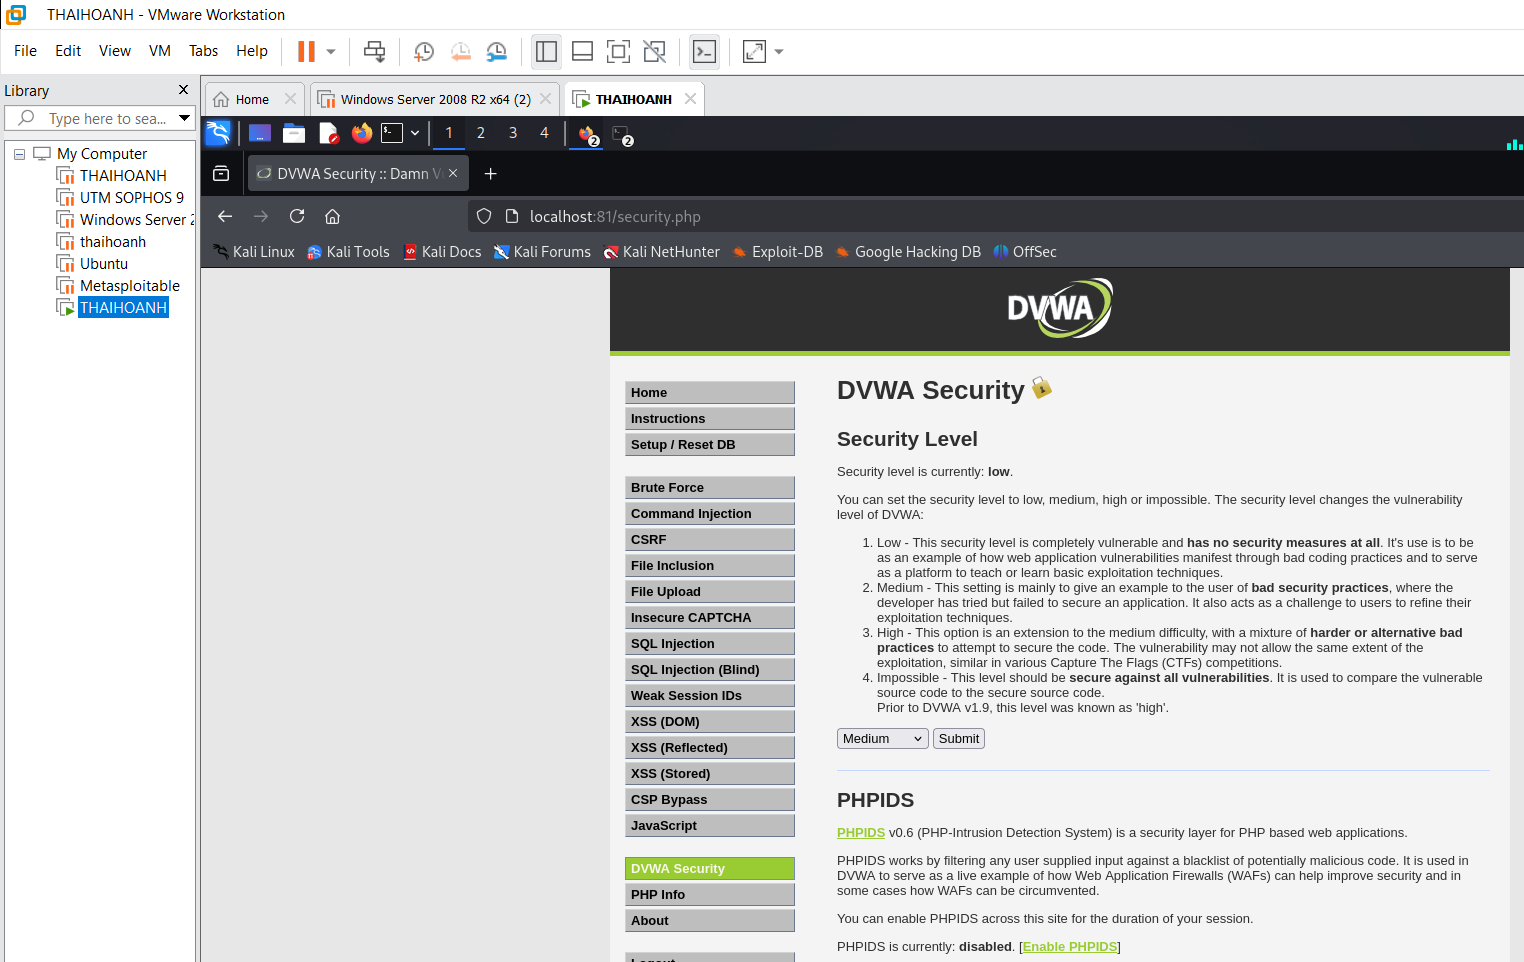 THAIHOANH - VMware Workstation
File Edit View VM Tabs Help
Library
Type here to sea...
My Computer
THAIHOANH
UTM SOPHOS 9
Windows Server 2
thaihoanh
Ubuntu
Metasploitable
THAIHOANH
Home
Windows Server 2008 R2 x64 (2)
THAIHOANH
1 2 3 4 2 2
DVWA Security :: Damn Vu
localhost:81/security.php
Kali Linux Kali Tools Kali Docs Kali Forums Kali NetHunter Exploit-DB Google Hacking DB OffSec
DVWA
Home
Instructions
Setup / Reset DB
Brute Force
Command Injection
CSRF
File Inclusion
File Upload
Insecure CAPTCHA
SQL Injection
SQL Injection (Blind)
Weak Session IDs
XSS (DOM)
XSS (Reflected)
XSS (Stored)
CSP Bypass
JavaScript
DVWA Security
PHP Info
About
Logout
DVWA Security
Security Level
Security level is currently: low.
You can set the security level to low, medium, high or impossible. The security level changes the vulnerability
level of DVWA:
1. Low - This security level is completely vulnerable and has no security measures at all. It's use is to be
as an example of how web application vulnerabilities manifest through bad coding practices and to serve
as a platform to teach or learn basic exploitation techniques.
2. Medium - This setting is mainly to give an example to the user of bad security practices, where the
developer has tried but failed to secure an application. It also acts as a challenge to users to refine their
exploitation techniques.
3. High - This option is an extension to the medium difficulty, with a mixture of harder or alternative bad
practices to attempt to secure the code. The vulnerability may not allow the same extent of the
exploitation, similar in various Capture The Flags (CTFs) competitions.
4. Impossible - This level should be secure against all vulnerabilities. It is used to compare the vulnerable
source code to the secure source code.
Prior to DVWA v1.9, this level was known as 'high'.
Medium Submit
PHPIDS
PHPIDS v0.6 (PHP-Intrusion Detection System) is a security layer for PHP based web applications.
PHPIDS works by filtering any user supplied input against a blacklist of potentially malicious code. It is used in
DVWA to serve as a live example of how Web Application Firewalls (WAFs) can help improve security and in
some cases how WAFs can be circumvented.
You can enable PHPIDS across this site for the duration of your session.
PHPIDS is currently: disabled. [Enable PHPIDS]